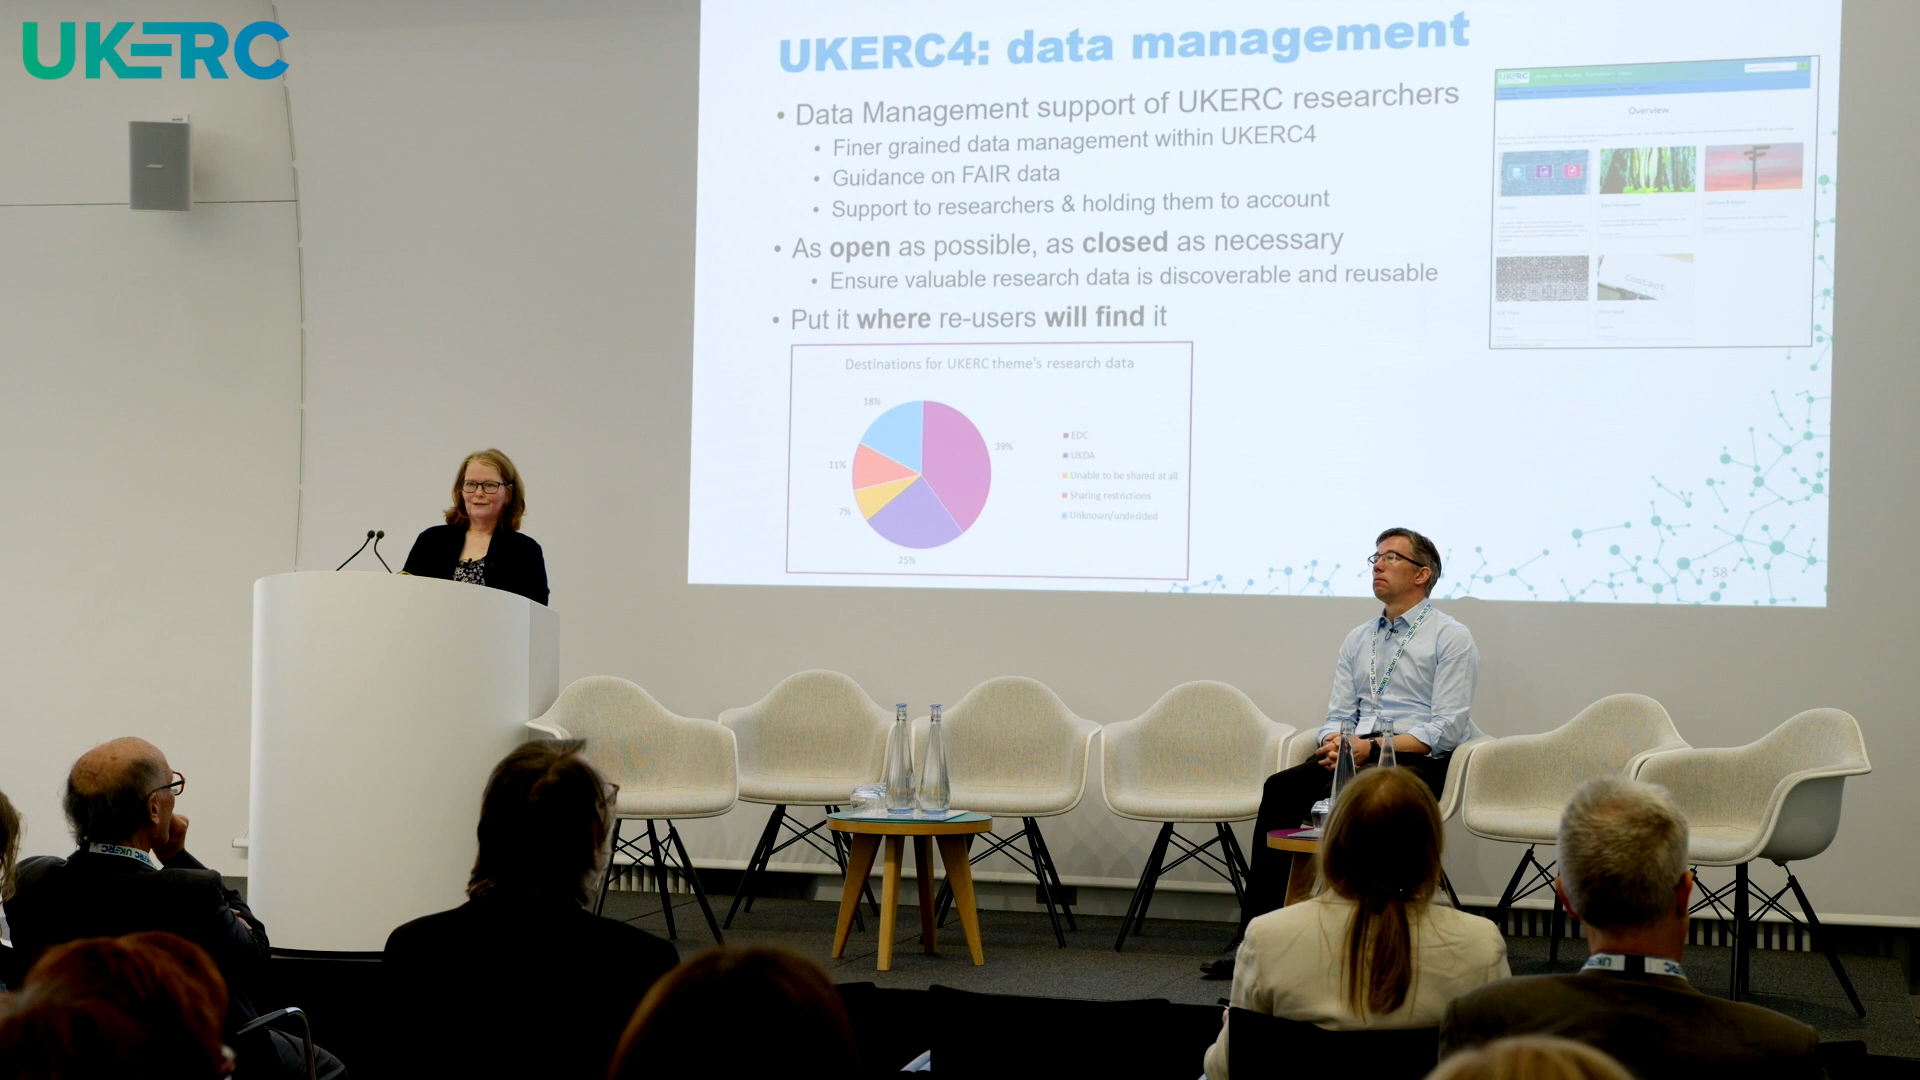 UKERC
UKERC4: data management
• Data Management support of UKERC researchers
• Finer grained data management within UKERC4
• Guidance on FAIR data
• Support to researchers & holding them to account
• As open as possible, as closed as necessary
• Ensure valuable research data is discoverable and reusable
• Put it where re-users will find it
Destinations for UKERC theme's research data
18%
39%
11%
7%
25%
EDC
UKDA
Unable to be shared at all
Sharing restrictions
Unknown/undecided
UKERC
Overview
Contact
58